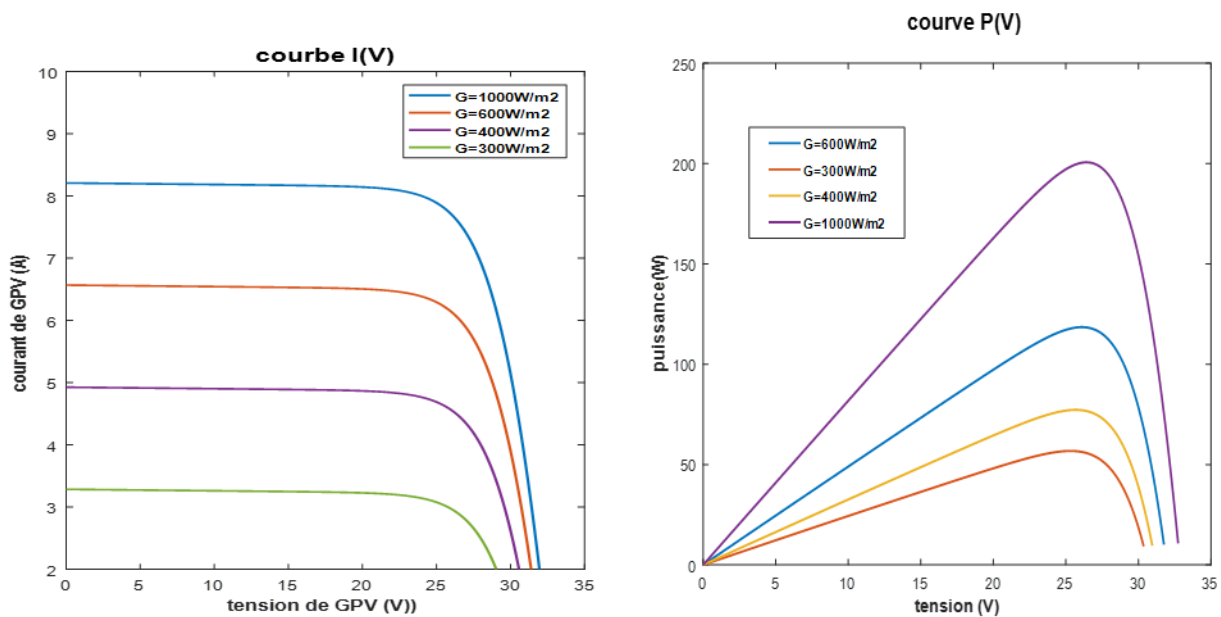 courbe I(V)
10
9
8
7
6
5
4
3
2
0
5
10
15
20
25
30
35
courant de GPV (A)
tension de GPV (V))
G=1000W/m2
G=600W/m2
G=400W/m2
G=300W/m2
courve P(V)
250
200
150
100
50
0
0
5
10
15
20
25
30
35
puissance(W)
tension (V)
G=600W/m2
G=300W/m2
G=400W/m2
G=1000W/m2